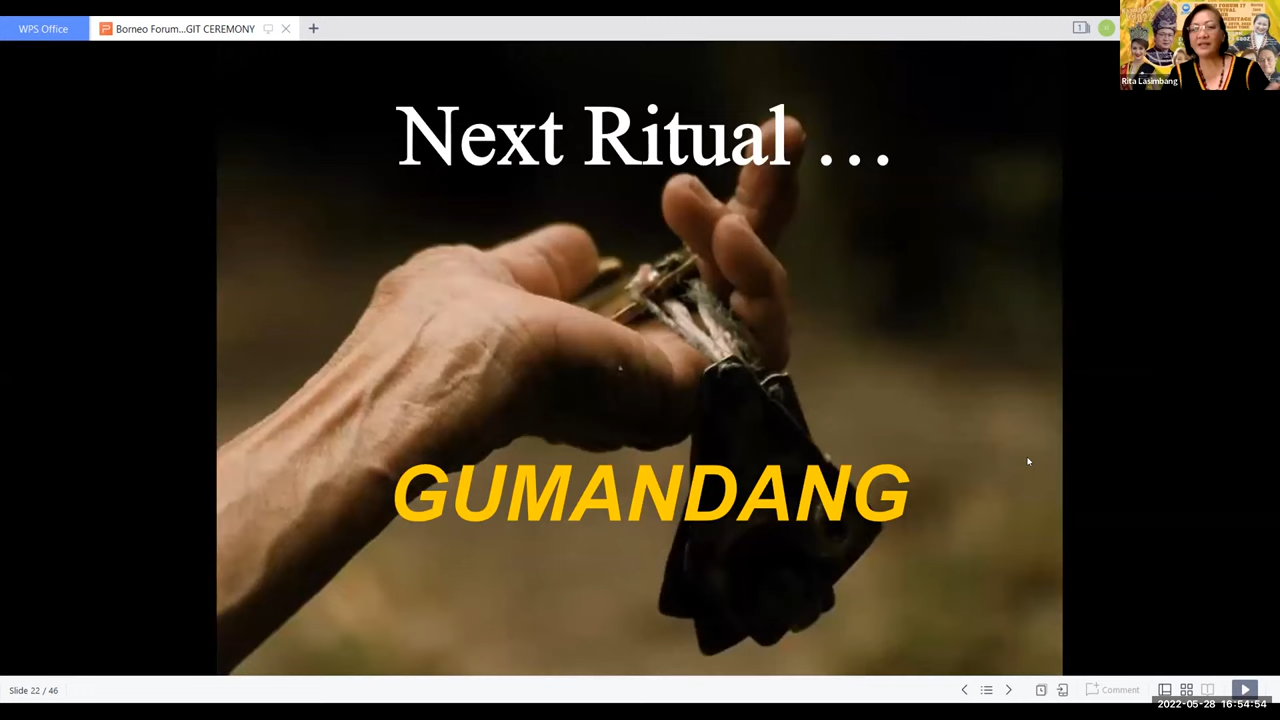 WPS Office
Borneo Forum...GIT CEREMONY
1
Rita Lasimbang
Next Ritual ...
GUMANDANG
Slide 22 / 46
Comment
2022-05-28 16:54:54